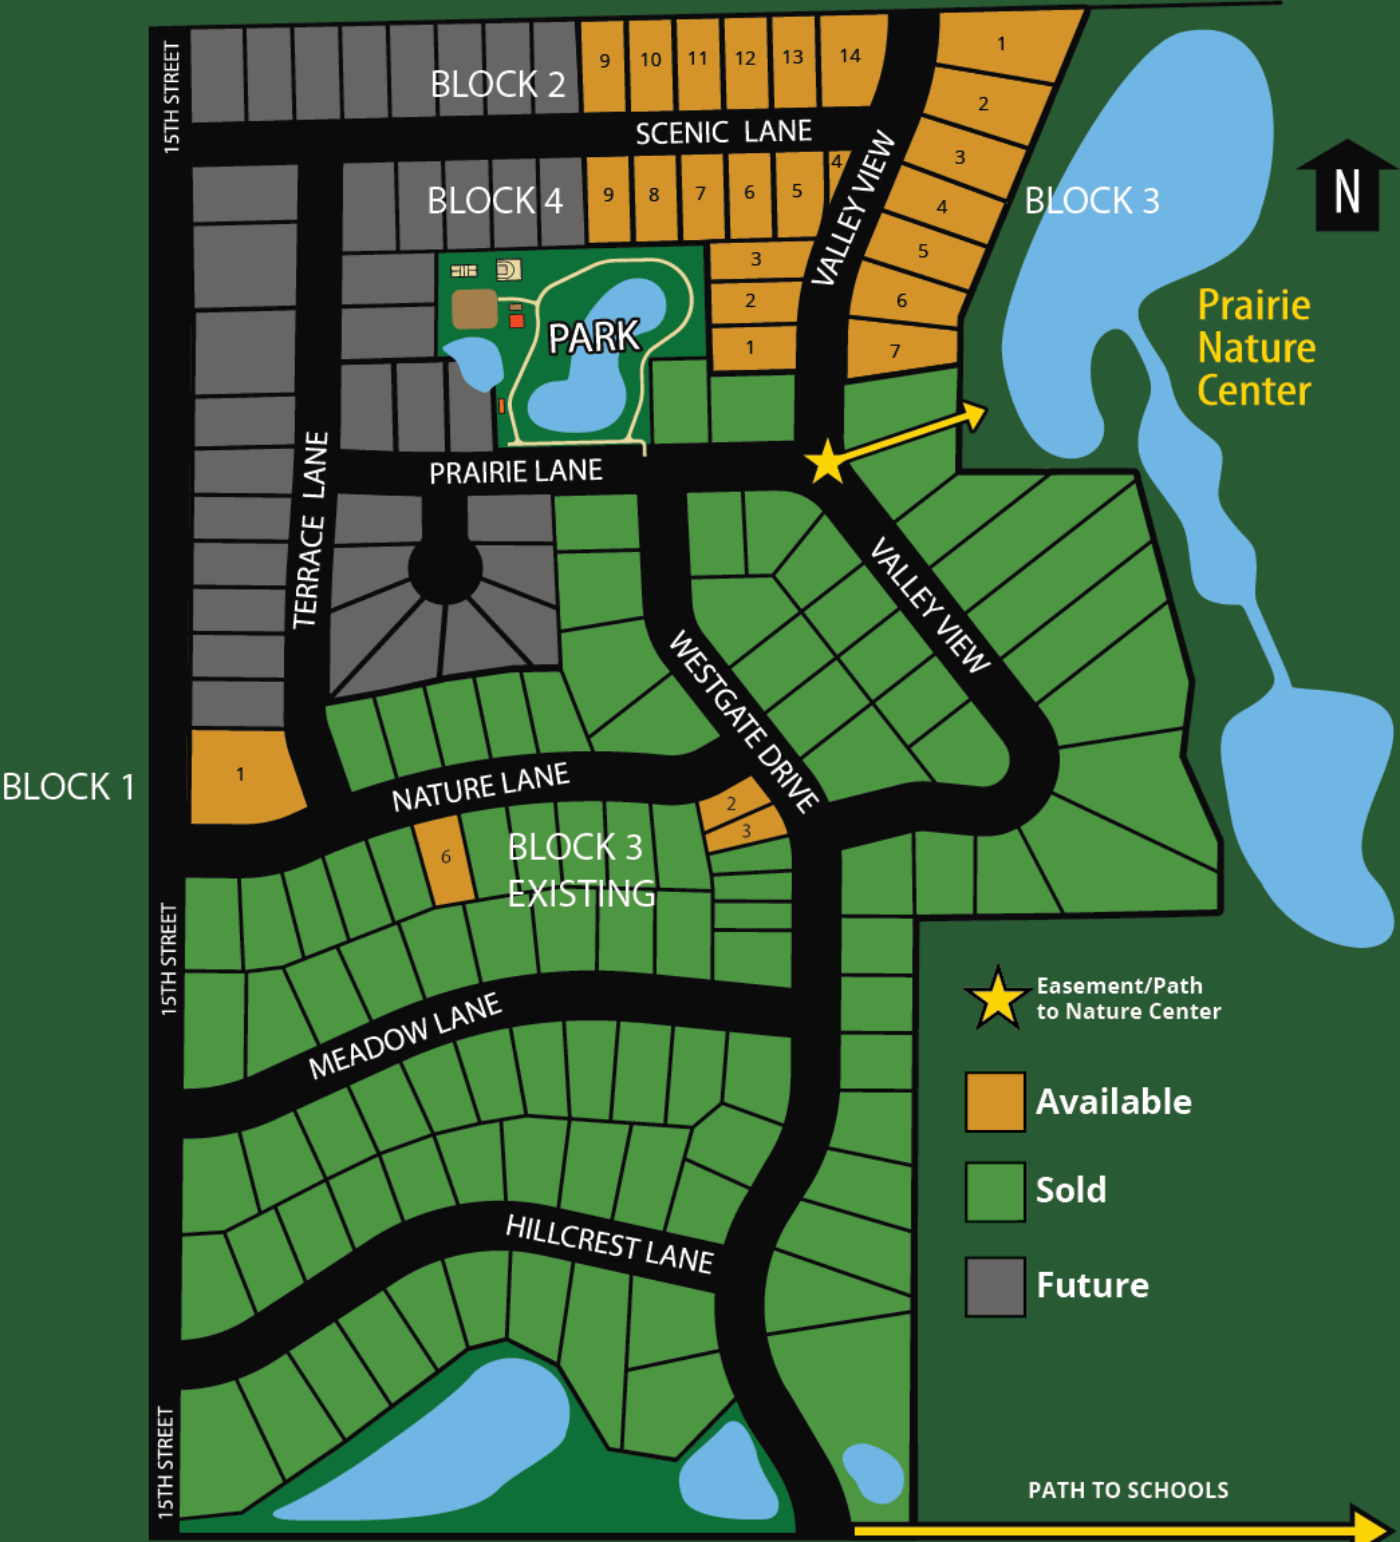 15TH STREET
BLOCK 2
9 10 11 12 13 14
1
2
3
4
5
6
7
SCENIC LANE
VALLEY VIEW
BLOCK 4
9 8 7 6 5 4
3
2
1
BLOCK 3
N
PARK
Prairie
Nature
Center
PRAIRIE LANE
TERRACE LANE
VALLEY VIEW
WESTGATE DRIVE
BLOCK 1
1
NATURE LANE
2
3
6
BLOCK 3
EXISTING
15TH STREET
MEADOW LANE
Easement/Path
to Nature Center
Available
Sold
Future
HILLCREST LANE
15TH STREET
PATH TO SCHOOLS